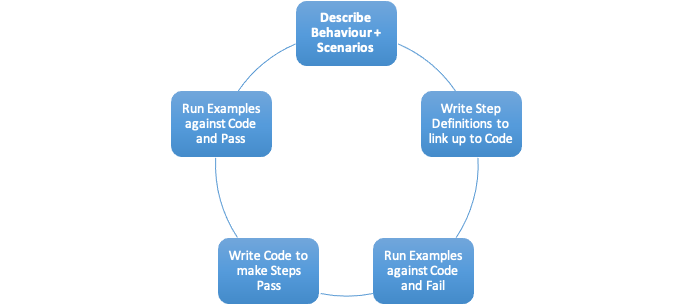 Describe
Behaviour +
Scenarios
Write Step
Definitions to
link up to Code
Run Examples
against Code
and Fail
Write Code to
make Steps
Pass
Run Examples
against Code
and Pass